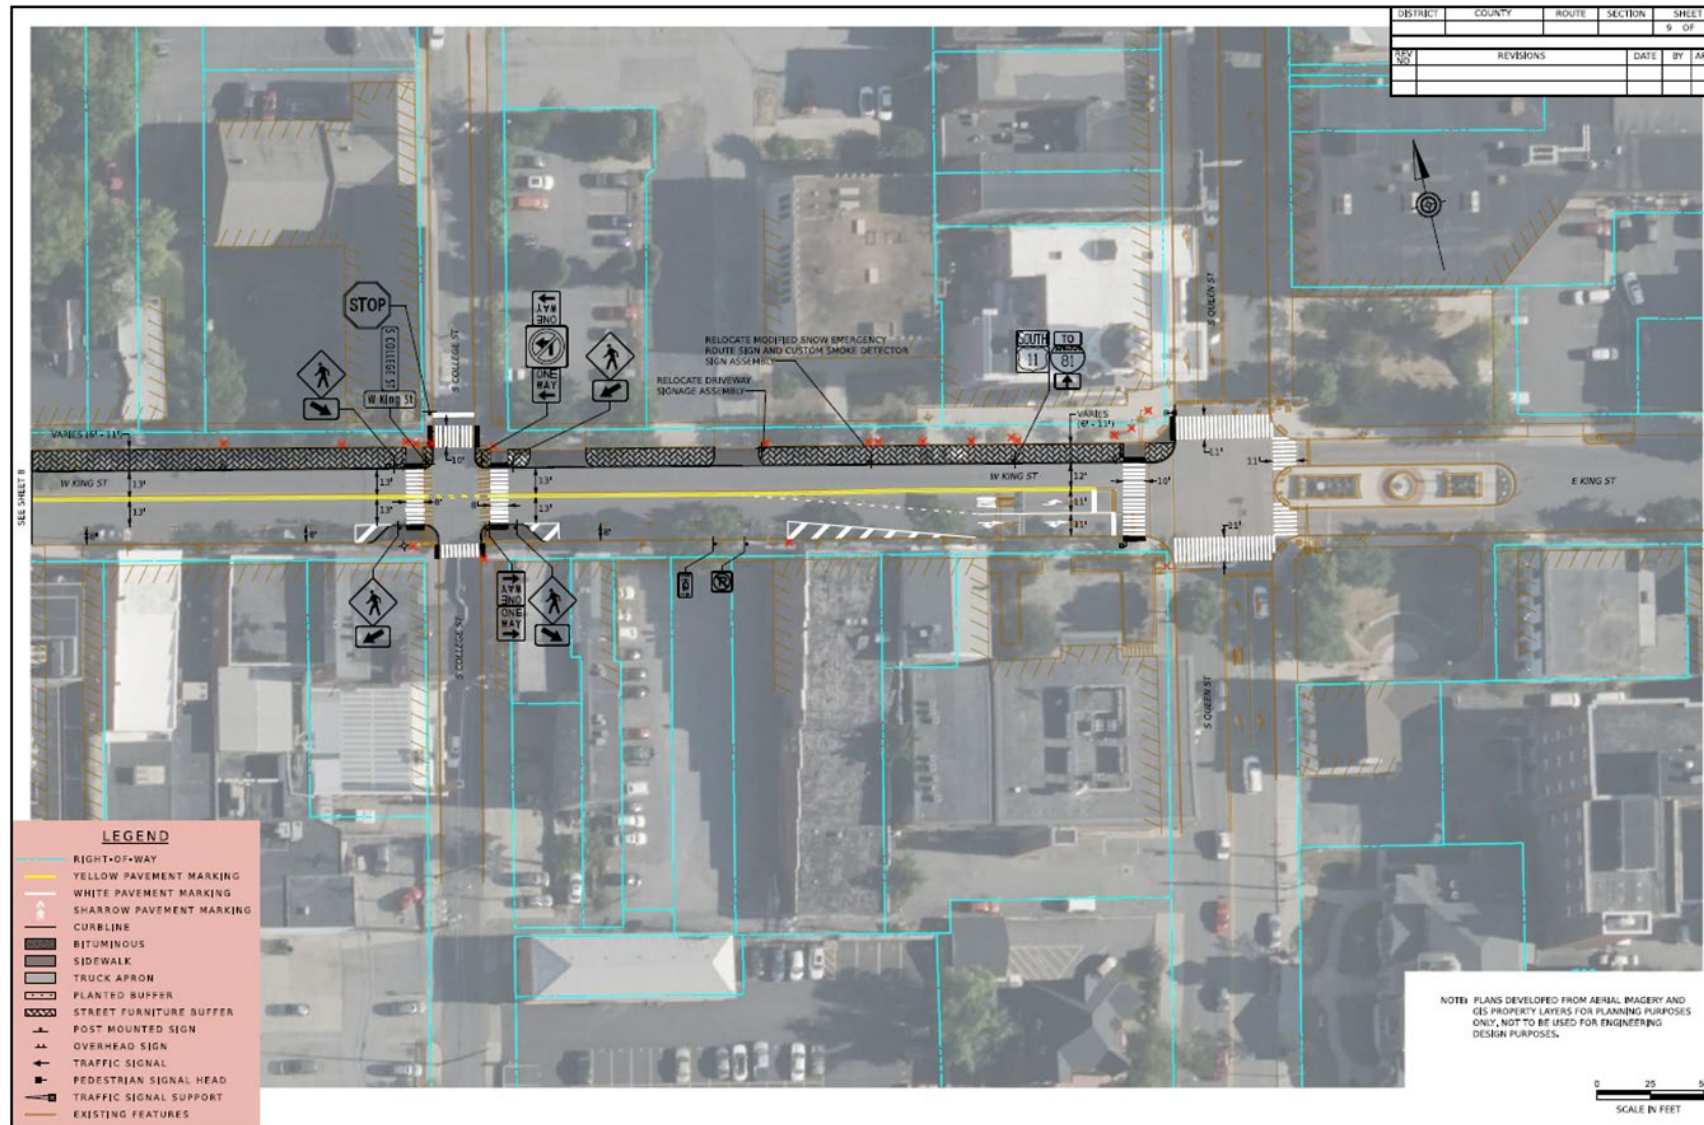 DISTRICT COUNTY ROUTE SECTION SHEET
9 OF
REV NO REVISIONS DATE BY
STOP
S COLLEGE ST
W King St
S COLLEGE ST
ONE WAY
ONE WAY
RELOCATE MODIFIED SNOW EMERGENCY
ROUTE SIGN AND CUSTOM SMOKE DETECTOR
SIGN ASSEMBLY
RELOCATE DRIVEWAY
SIGNAGE ASSEMBLY
SOUTH
11
TO
81
S QUEEN ST
VARIES (6' - 11')
VARIES
(6' - 11')
10'
11'
11'
SEE SHEET 8
W KING ST
13'
13'
13'
13'
8'
8'
13'
13'
W KING ST
12'
11'
11'
10'
E KING ST
8'
8'
11'
ONE WAY
ONE WAY
S COLLEGE ST
S QUEEN ST
LEGEND
RIGHT-OF-WAY
YELLOW PAVEMENT MARKING
WHITE PAVEMENT MARKING
SHARROW PAVEMENT MARKING
CURBLINE
BITUMINOUS
SIDEWALK
TRUCK APRON
PLANTED BUFFER
STREET FURNITURE BUFFER
POST MOUNTED SIGN
OVERHEAD SIGN
TRAFFIC SIGNAL
PEDESTRIAN SIGNAL HEAD
TRAFFIC SIGNAL SUPPORT
EXISTING FEATURES
NOTE: PLANS DEVELOPED FROM AERIAL IMAGERY AND
GIS PROPERTY LAYERS FOR PLANNING PURPOSES
ONLY, NOT TO BE USED FOR ENGINEERING
DESIGN PURPOSES.
0 25
SCALE IN FEET